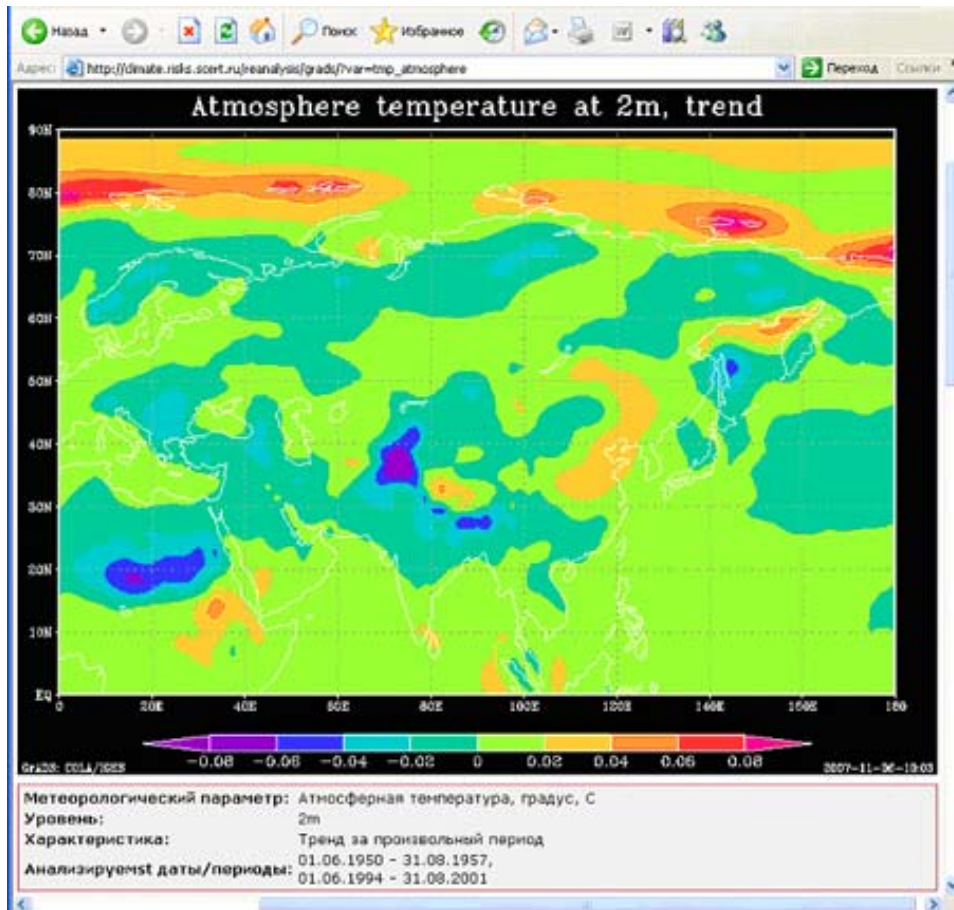 Назад
Поиск
Избранное
Адрес:
http://climate.risks.scert.ru/reanalysis/grads/?var=tmp_atmosphere
Переход
Ссылки
Atmosphere temperature at 2m, trend
90N
80N
70N
60N
50N
40N
30N
20N
10N
EQ
0 20E 40E 60E 80E 100E 120E 140E 160E 180
-0.08 -0.06 -0.04 -0.02 0 0.02 0.04 0.06 0.08
GrADS: COLA/IGES
2007-11-06-10:03
Метеорологический параметр: Атмосферная температура, градус, С
Уровень: 2m
Характеристика: Тренд за произвольный период
Анализируемst даты/периоды: 01.06.1950 - 31.08.1957,
01.06.1994 - 31.08.2001